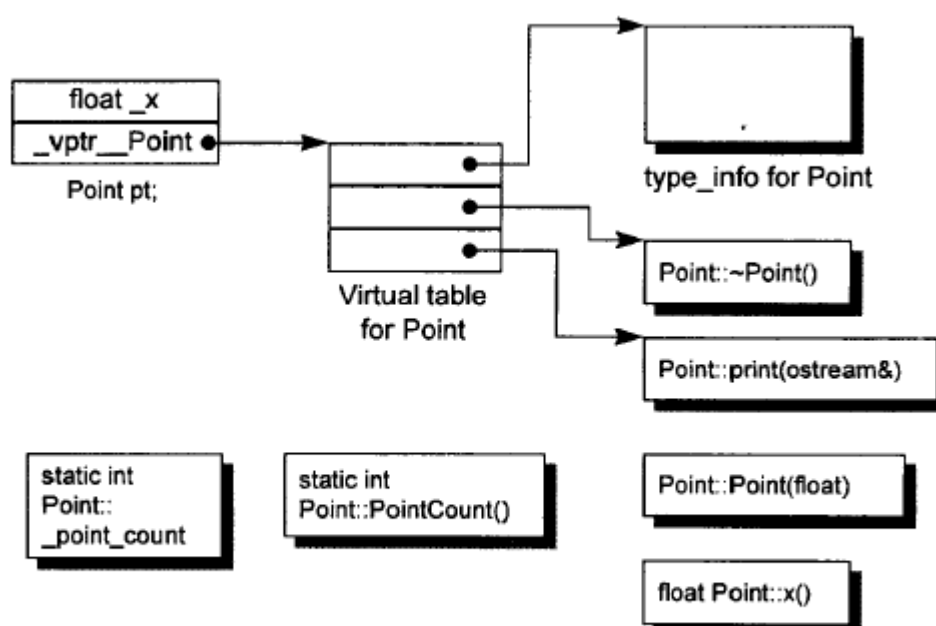 float _x
_vptr__Point
Point pt;
Virtual table
for Point
type_info for Point
Point::~Point()
Point::print(ostream&)
static int
Point::
_point_count
static int
Point::PointCount()
Point::Point(float)
float Point::x()